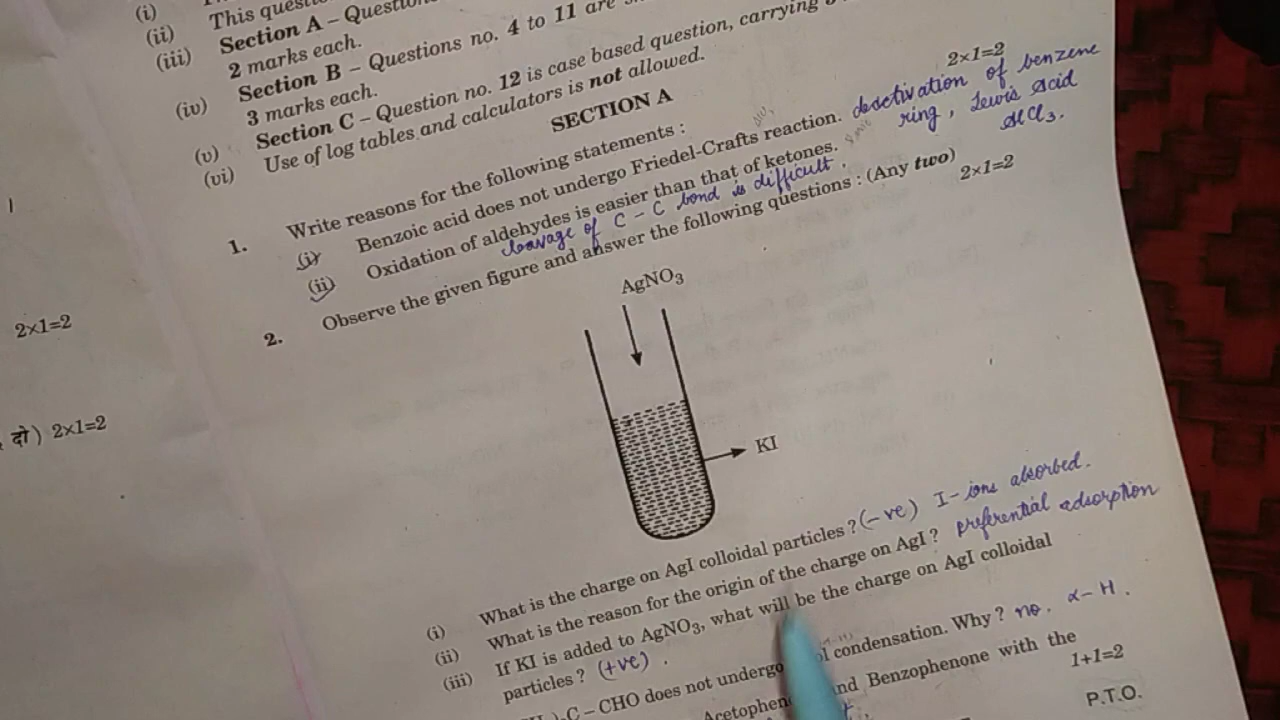 (i)
(ii) This
(iii) Section A – Question
2 marks each.
(iv) Section B – Questions no. 4 to 11 are
3 marks each.
(v) Section C – Question no. 12 is case based question, carrying
(vi) Use of log tables and calculators is not allowed.
SECTION A
1. Write reasons for the following statements : 2×1=2
(i) Benzoic acid does not undergo Friedel-Crafts reaction. deactivation of benzene
ring, Lewis acid
AlCl₃.
(ii) Oxidation of aldehydes is easier than that of ketones.
cleavage of C – C bond is difficult.
2. Observe the given figure and answer the following questions : (Any two) 2×1=2
AgNO₃
KI
(i) What is the charge on AgI colloidal particles ? (-ve) I- ions absorbed.
(ii) What is the reason for the origin of the charge on AgI ? preferential adsorption
(iii) If KI is added to AgNO₃, what will be the charge on AgI colloidal
particles ? (+ve) .
C – CHO does not undergo condensation. Why ? no. α-H.
and Benzophenone with the
1+1=2
P.T.O.
2×1=2
दो) 2×1=2